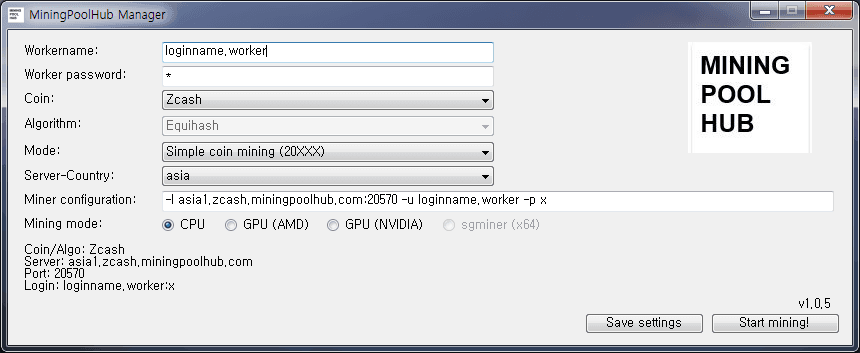 MiningPoolHub Manager
Workername: loginname.worker
Worker password: *
Coin: Zcash
Algorithm: Equihash
Mode: Simple coin mining (20XXX)
Server-Country: asia
Miner configuration: -l asia1.zcash.miningpoolhub.com:20570 -u loginname.worker -p x
Mining mode: CPU GPU (AMD) GPU (NVIDIA) sgminer (x64)
MINING
POOL
HUB
Coin/Algo: Zcash
Server: asia1.zcash.miningpoolhub.com
Port: 20570
Login: loginname.worker:x
v1.0.5
Save settings Start mining!